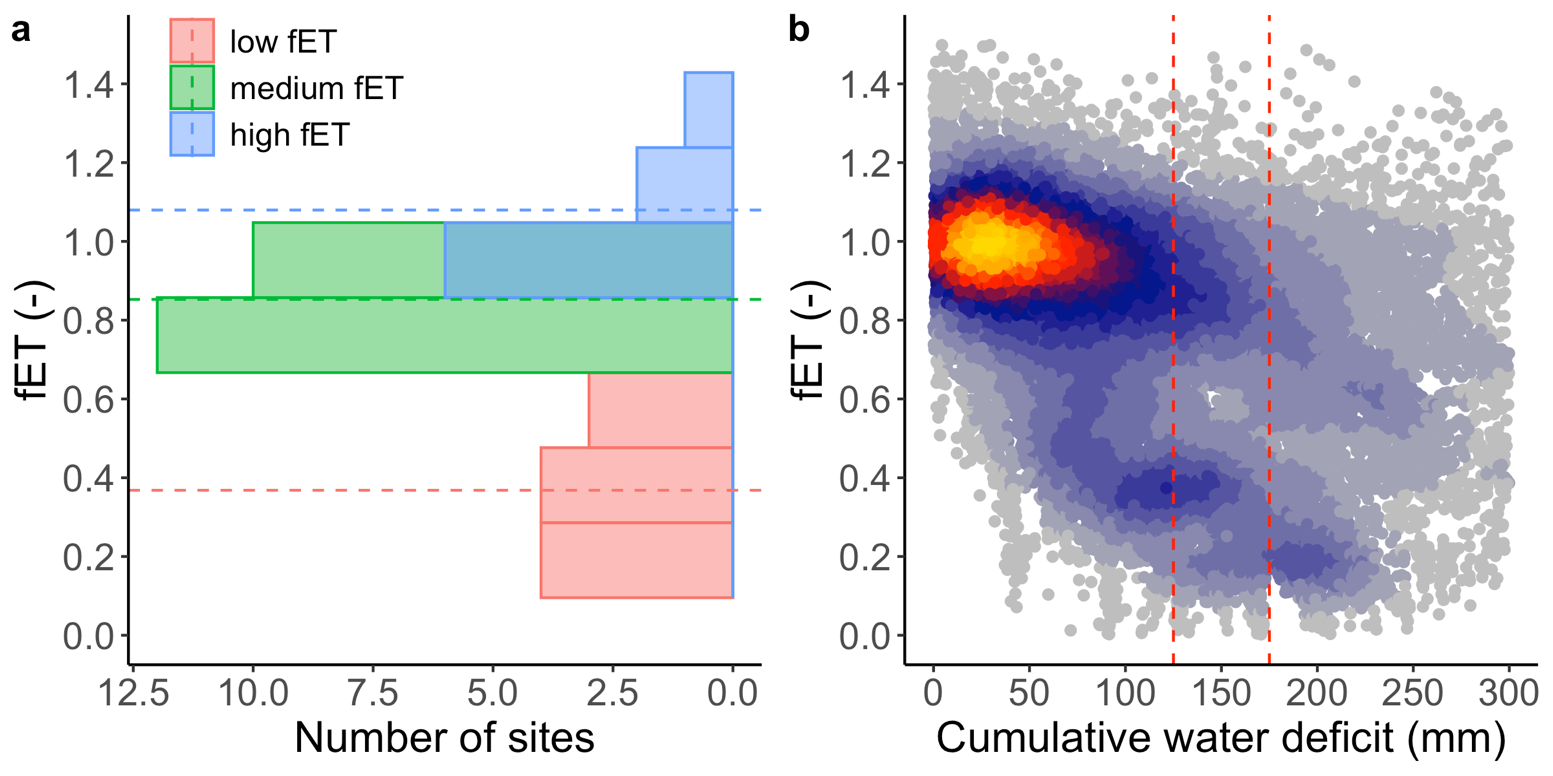 a
low fET
medium fET
high fET
1.4
1.2
1.0
0.8
0.6
0.4
0.2
0.0
fET (-)
12.5 10.0 7.5 5.0 2.5 0.0
Number of sites
b
1.4
1.2
1.0
0.8
0.6
0.4
0.2
0.0
fET (-)
0 50 100 150 200 250 300
Cumulative water deficit (mm)